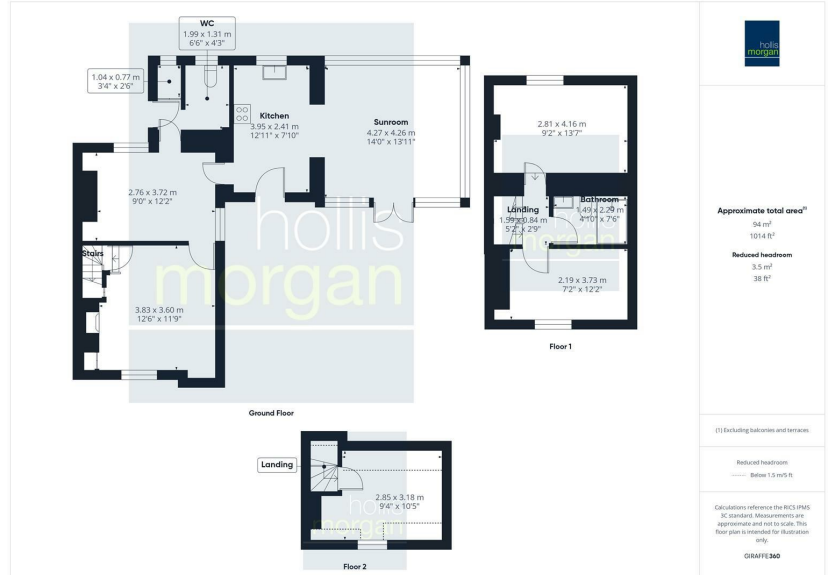 WC
1.99 x 1.31 m
6'6" x 4'3"
1.04 x 0.77 m
3'4" x 2'6"
Kitchen
3.95 x 2.41 m
12'11" x 7'10"
Sunroom
4.27 x 4.26 m
14'0" x 13'11"
2.76 x 3.72 m
9'0" x 12'2"
Stairs
3.83 x 3.60 m
12'6" x 11'9"
hollis
morgan
Ground Floor
2.81 x 4.16 m
9'2" x 13'7"
Landing
1.59 x 0.84 m
5'2" x 2'9"
Bathroom
1.49 x 2.29 m
4'10" x 7'6"
hollis
morgan
2.19 x 3.73 m
7'2" x 12'2"
Floor 1
Landing
2.85 x 3.18 m
9'4" x 10'5"
hollis
morgan
Floor 2
hollis
morgan
Approximate total area⁽¹⁾
94 m²
1014 ft²
Reduced headroom
3.5 m²
38 ft²
(1) Excluding balconies and terraces
Reduced headroom
Below 1.5 m/5 ft
Calculations reference the RICS IPMS
3C standard. Measurements are
approximate and not to scale. This
floor plan is intended for illustration
only.
GIRAFFE360